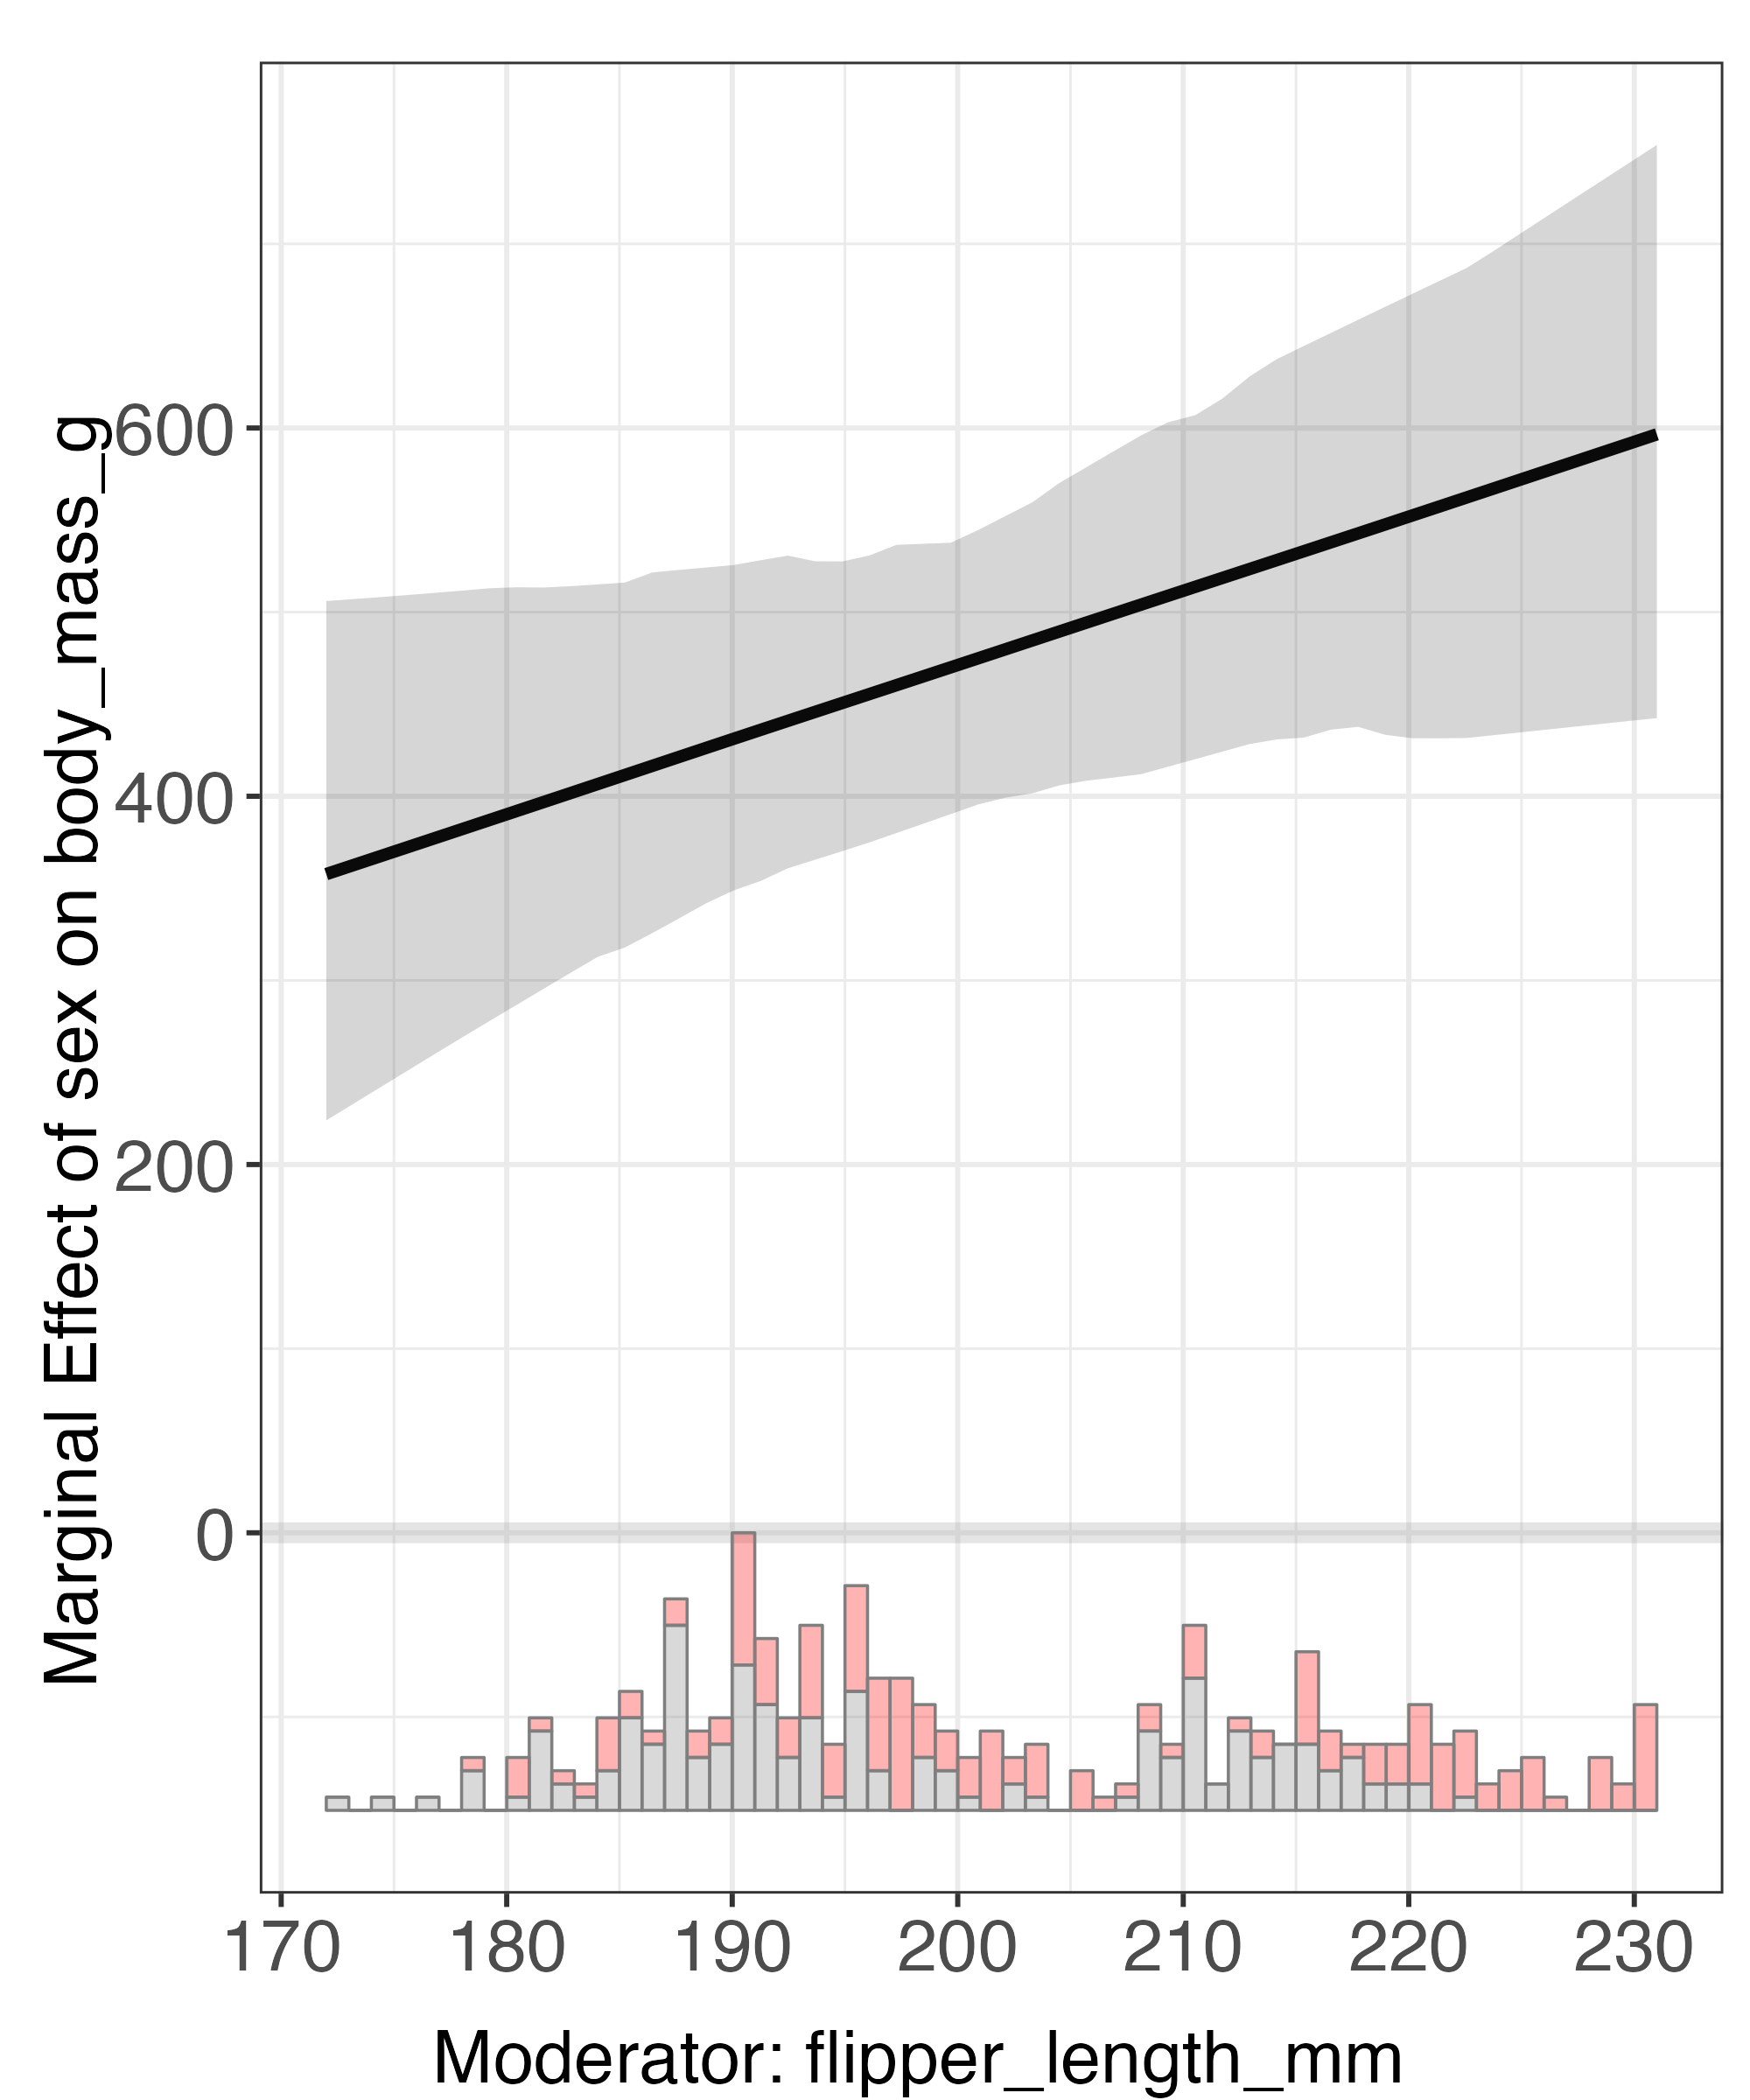 Marginal Effect of sex on body_mass_g
600
400
200
0
170 180 190 200 210 220 230
Moderator: flipper_length_mm